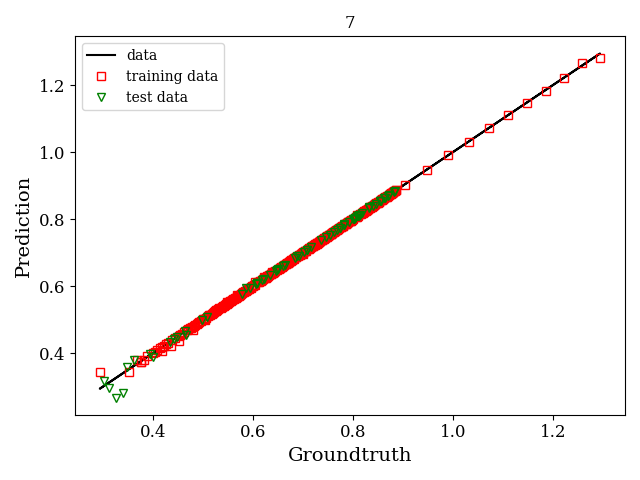 7
data
training data
test data
1.2
1.0
0.8
0.6
0.4
Prediction
0.4 0.6 0.8 1.0 1.2
Groundtruth